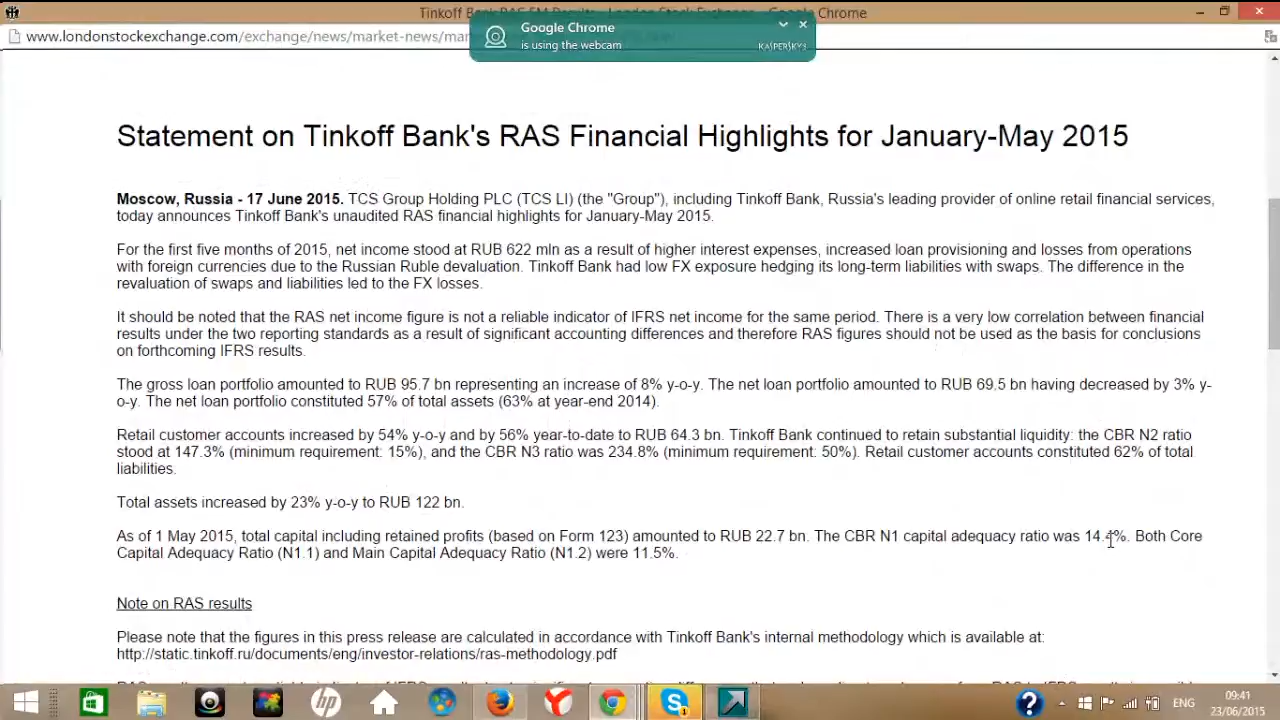 Tinkoff Bank RAS 5M Results - London Stock Exchange - Google Chrome
Google Chrome
is using the webcam
KASPERSKY
www.londonstockexchange.com/exchange/news/market-news/mar
Statement on Tinkoff Bank's RAS Financial Highlights for January-May 2015
Moscow, Russia - 17 June 2015. TCS Group Holding PLC (TCS LI) (the "Group"), including Tinkoff Bank, Russia's leading provider of online retail financial services,
today announces Tinkoff Bank's unaudited RAS financial highlights for January-May 2015.
For the first five months of 2015, net income stood at RUB 622 mln as a result of higher interest expenses, increased loan provisioning and losses from operations
with foreign currencies due to the Russian Ruble devaluation. Tinkoff Bank had low FX exposure hedging its long-term liabilities with swaps. The difference in the
revaluation of swaps and liabilities led to the FX losses.
It should be noted that the RAS net income figure is not a reliable indicator of IFRS net income for the same period. There is a very low correlation between financial
results under the two reporting standards as a result of significant accounting differences and therefore RAS figures should not be used as the basis for conclusions
on forthcoming IFRS results.
The gross loan portfolio amounted to RUB 95.7 bn representing an increase of 8% y-o-y. The net loan portfolio amounted to RUB 69.5 bn having decreased by 3% y-
o-y. The net loan portfolio constituted 57% of total assets (63% at year-end 2014).
Retail customer accounts increased by 54% y-o-y and by 56% year-to-date to RUB 64.3 bn. Tinkoff Bank continued to retain substantial liquidity: the CBR N2 ratio
stood at 147.3% (minimum requirement: 15%), and the CBR N3 ratio was 234.8% (minimum requirement: 50%). Retail customer accounts constituted 62% of total
liabilities.
Total assets increased by 23% y-o-y to RUB 122 bn.
As of 1 May 2015, total capital including retained profits (based on Form 123) amounted to RUB 22.7 bn. The CBR N1 capital adequacy ratio was 14.4%. Both Core
Capital Adequacy Ratio (N1.1) and Main Capital Adequacy Ratio (N1.2) were 11.5%.
Note on RAS results
Please note that the figures in this press release are calculated in accordance with Tinkoff Bank's internal methodology which is available at:
http://static.tinkoff.ru/documents/eng/investor-relations/ras-methodology.pdf
ENG
09:41
23/06/2015